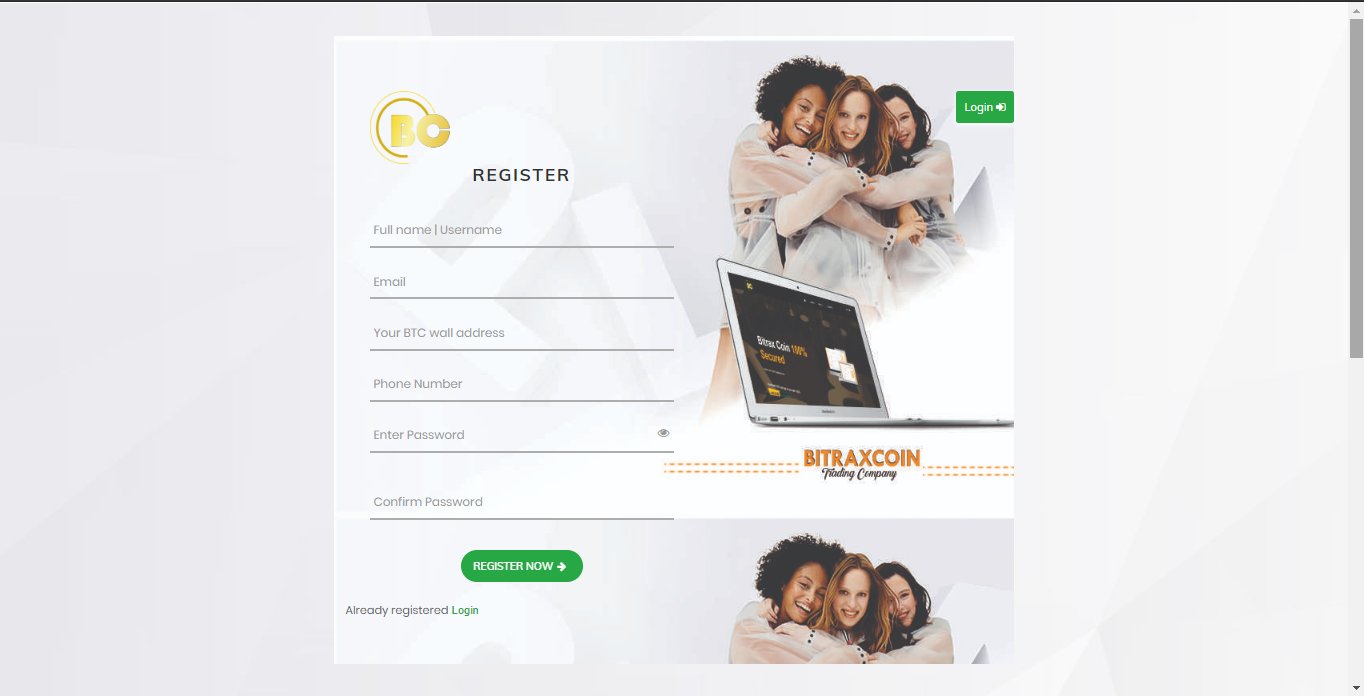 Login
BC
REGISTER
Full name | Username
Email
Your BTC wall address
Phone Number
Enter Password
Bitrax Coin 100%
Secured
BITRAXCOIN
Trading Company
Confirm Password
REGISTER NOW
Already registered Login